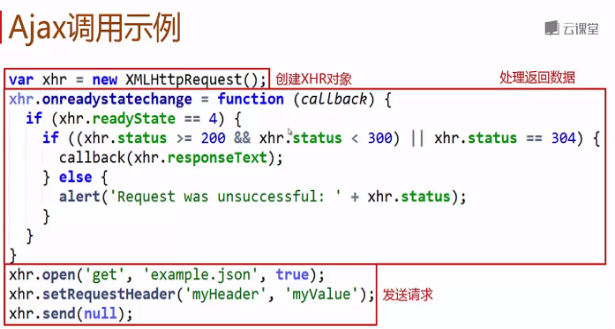 Ajax调用示例
云课堂
var xhr = new XMLHttpRequest(); 创建XHR对象 处理返回数据
xhr.onreadystatechange = function (callback) {
if (xhr.readyState == 4) {
if ((xhr.status >= 200 && xhr.status < 300) || xhr.status == 304) {
callback(xhr.responseText);
} else {
alert('Request was unsuccessful: ' + xhr.status);
}
}
}
xhr.open('get', 'example.json', true);
xhr.setRequestHeader('myHeader', 'myValue'); 发送请求
xhr.send(null);